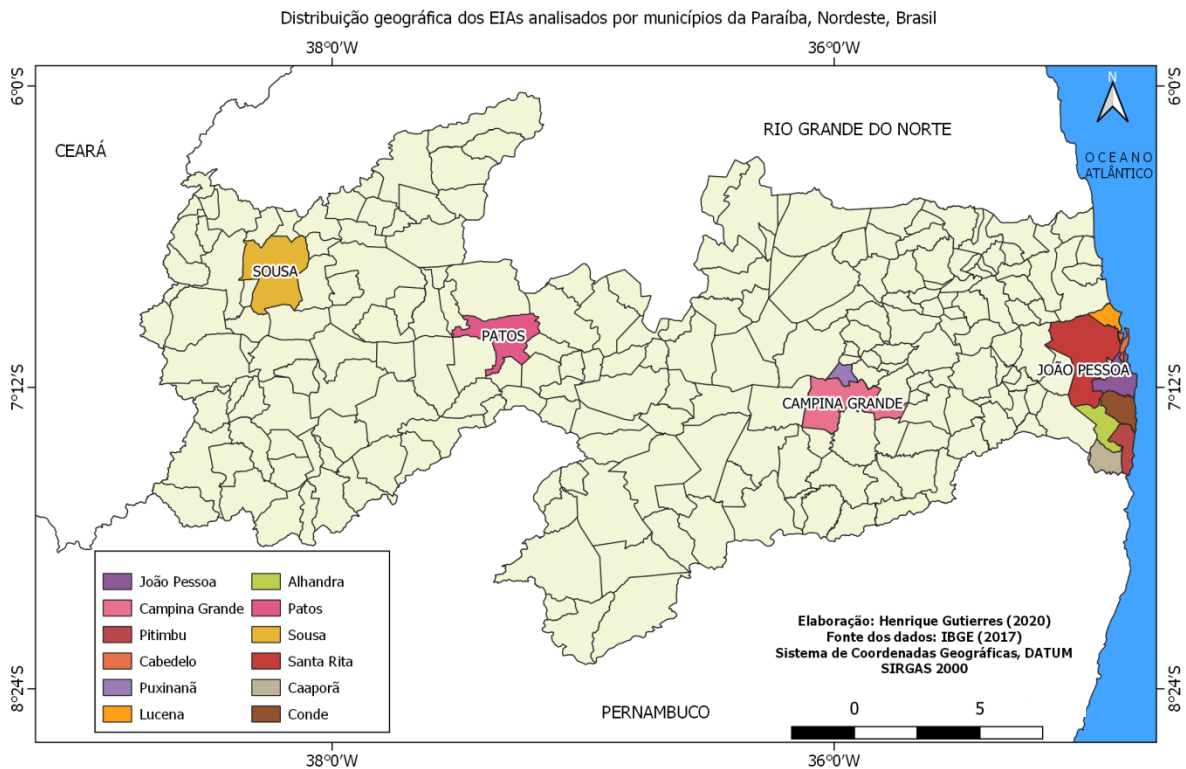 Distribuição geográfica dos EIAs analisados por municípios da Paraíba, Nordeste, Brasil
38°0'W
36°0'W
6°0'S
6°0'S
N
CEARÁ
RIO GRANDE DO NORTE
OCEANO
ATLÂNTICO
SOUSA
PATOS
JOÃO PESSOA
CAMPINA GRANDE
7°12'S
7°12'S
João Pessoa
Campina Grande
Pitimbu
Cabedelo
Puxinanã
Lucena
Alhandra
Patos
Sousa
Santa Rita
Caaporã
Conde
Elaboração: Henrique Gutierres (2020)
Fonte dos dados: IBGE (2017)
Sistema de Coordenadas Geográficas, DATUM
SIRGAS 2000
8°24'S
8°24'S
PERNAMBUCO
0
5
38°0'W
36°0'W